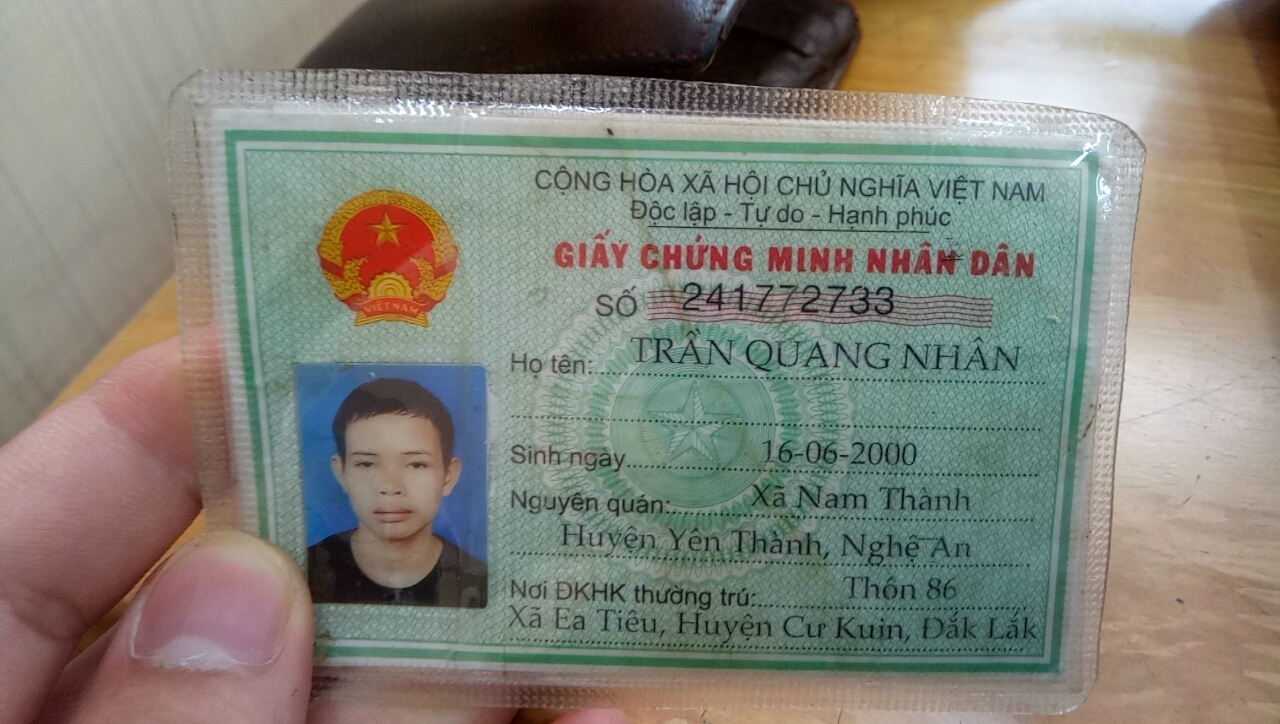 CỘNG HÒA XÃ HỘI CHỦ NGHĨA VIỆT NAM
Độc lập - Tự do - Hạnh phúc
GIẤY CHỨNG MINH NHÂN DÂN
SỐ 241772733
VIỆT NAM
Họ tên: TRẦN QUANG NHÂN
Sinh ngày 16-06-2000
Nguyên quán: Xã Nam Thành
Huyện Yên Thành, Nghệ An
Nơi ĐKHK thường trú: Thôn 86
Xã Ea Tiêu, Huyện Cư Kuin, Đắk Lắk